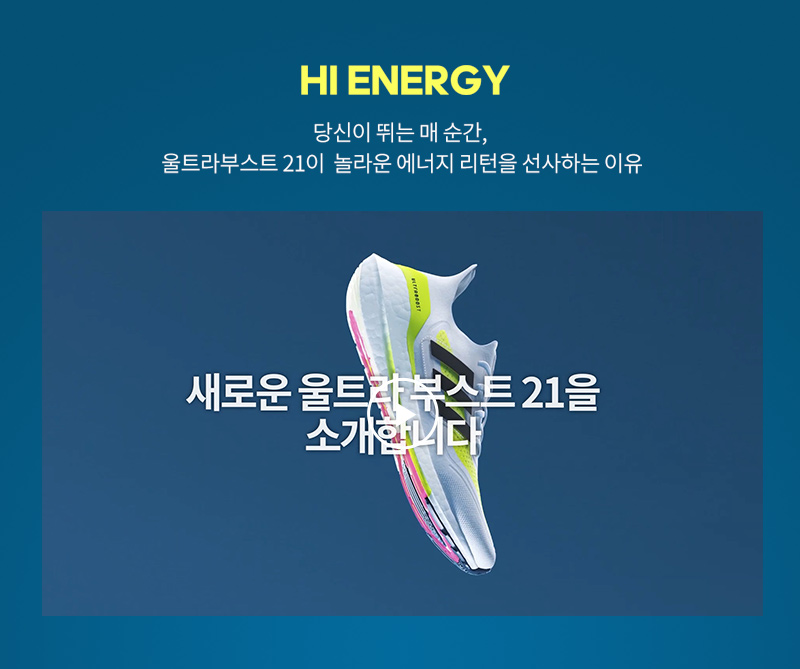 HI ENERGY
당신이 뛰는 매 순간,
울트라부스트 21이 놀라운 에너지 리턴을 선사하는 이유
ULTRABOOST
새로운 울트라 부스트 21을
소개합니다